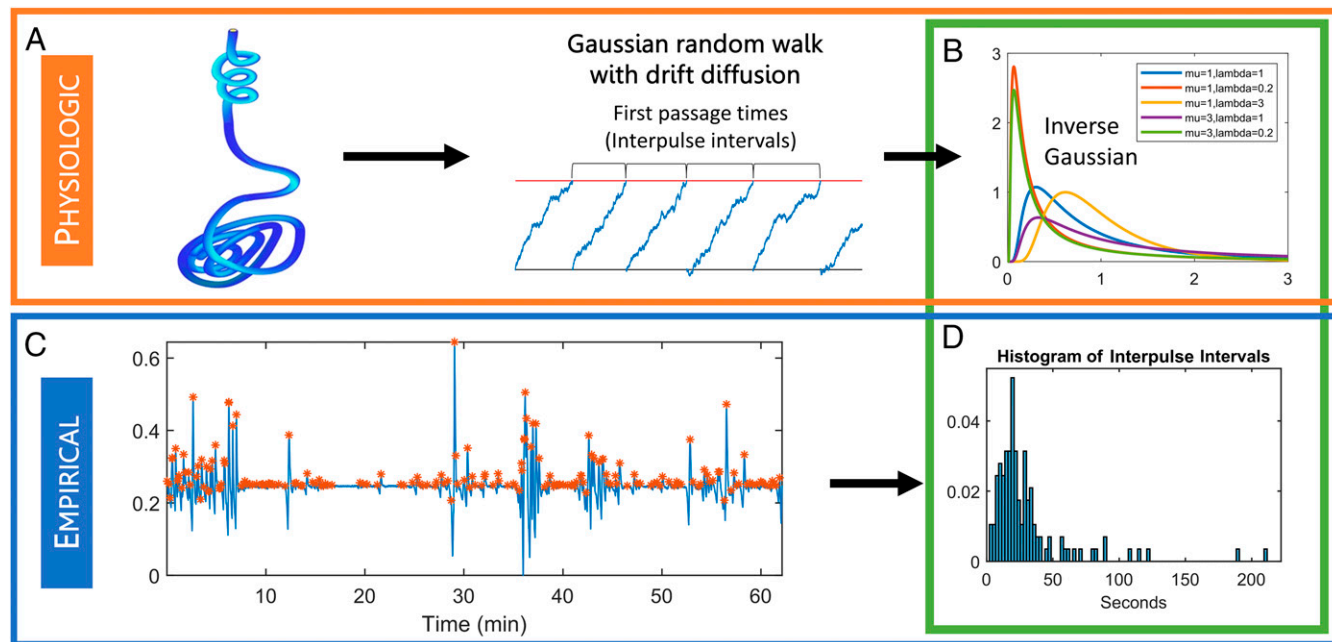 A
PHYSIOLOGIC
Gaussian random walk
with drift diffusion
First passage times
(Interpulse intervals)
B
3
2
1
0
0
1
2
3
mu=1,lambda=1
mu=1,lambda=0.2
mu=1,lambda=3
mu=3,lambda=1
mu=3,lambda=0.2
Inverse
Gaussian
C
EMPIRICAL
0.6
0.4
0.2
0
10
20
30
40
50
60
Time (min)
D
Histogram of Interpulse Intervals
0.04
0.02
0
0
50
100
150
200
Seconds